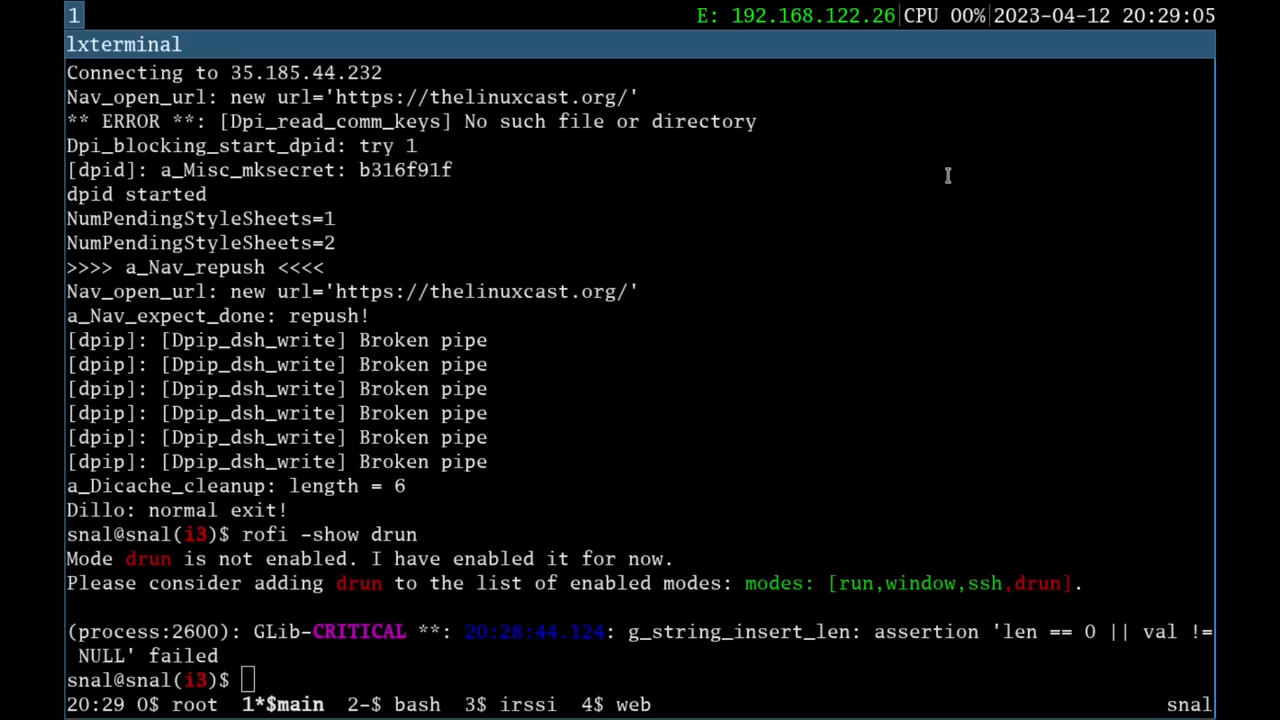 1 E: 192.168.122.26|CPU 00%|2023-04-12 20:29:05
lxterminal
Connecting to 35.185.44.232
Nav_open_url: new url='https://thelinuxcast.org/'
** ERROR **: [Dpi_read_comm_keys] No such file or directory
Dpi_blocking_start_dpid: try 1
[dpid]: a_Misc_mksecret: b316f91f
dpid started
NumPendingStyleSheets=1
NumPendingStyleSheets=2
>>>> a_Nav_repush <<<<
Nav_open_url: new url='https://thelinuxcast.org/'
a_Nav_expect_done: repush!
[dpip]: [Dpip_dsh_write] Broken pipe
[dpip]: [Dpip_dsh_write] Broken pipe
[dpip]: [Dpip_dsh_write] Broken pipe
[dpip]: [Dpip_dsh_write] Broken pipe
[dpip]: [Dpip_dsh_write] Broken pipe
[dpip]: [Dpip_dsh_write] Broken pipe
a_Dicache_cleanup: length = 6
Dillo: normal exit!
snal@snal(i3)$ rofi -show drun
Mode drun is not enabled. I have enabled it for now.
Please consider adding drun to the list of enabled modes: modes: [run,window,ssh,drun].
(process:2600): GLib-CRITICAL **: 20:28:44.124: g_string_insert_len: assertion 'len == 0 || val !=
NULL' failed
snal@snal(i3)$
20:29 0$ root 1*$main 2-$ bash 3$ irssi 4$ web snal